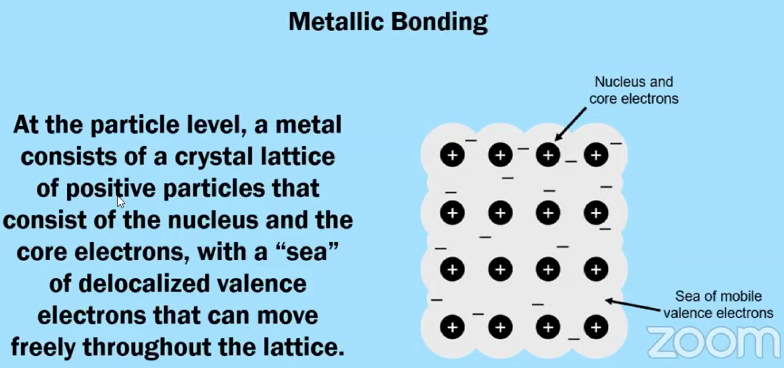 Metallic Bonding
At the particle level, a metal
consists of a crystal lattice
of positive particles that
consist of the nucleus and the
core electrons, with a “sea”
of delocalized valence
electrons that can move
freely throughout the lattice.
Nucleus and
core electrons
+ + + +
+ + + +
+ + + +
+ + + +
Sea of mobile
valence electrons
zoom